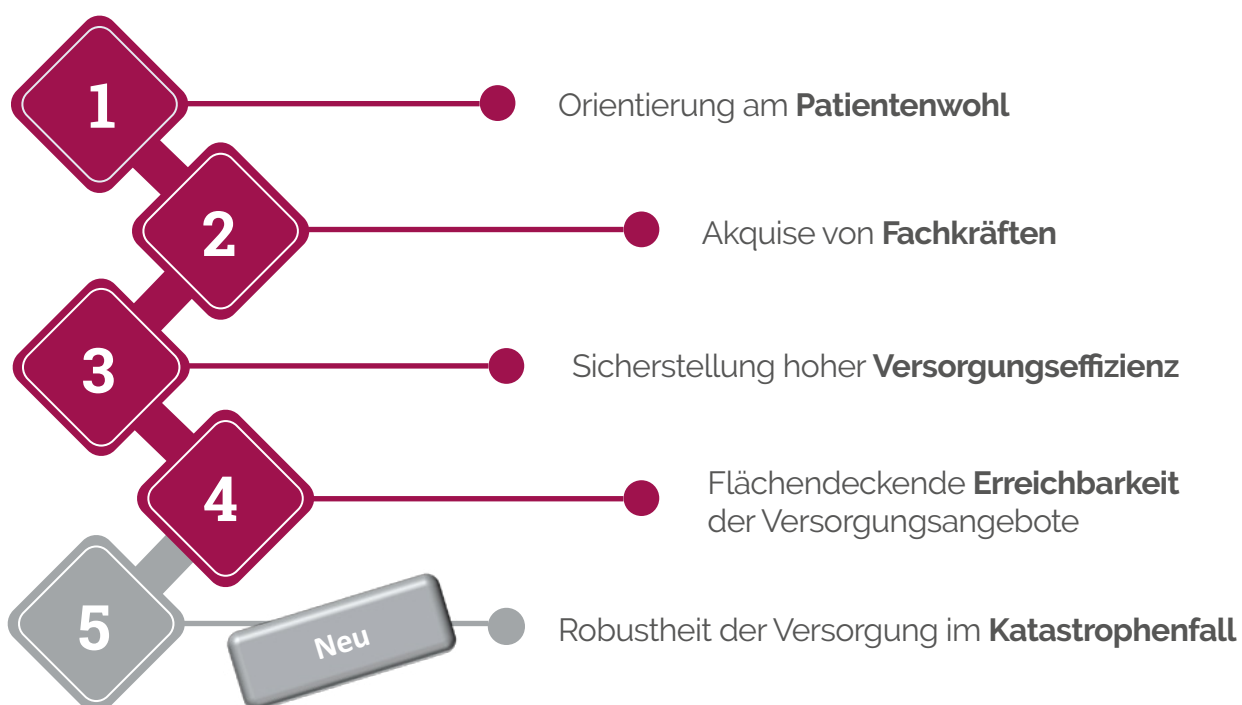 1
Orientierung am Patientenwohl
2
Akquise von Fachkräften
3
Sicherstellung hoher Versorgungseffizienz
4
Flächendeckende Erreichbarkeit
der Versorgungsangebote
5
Neu
Robustheit der Versorgung im Katastrophenfall